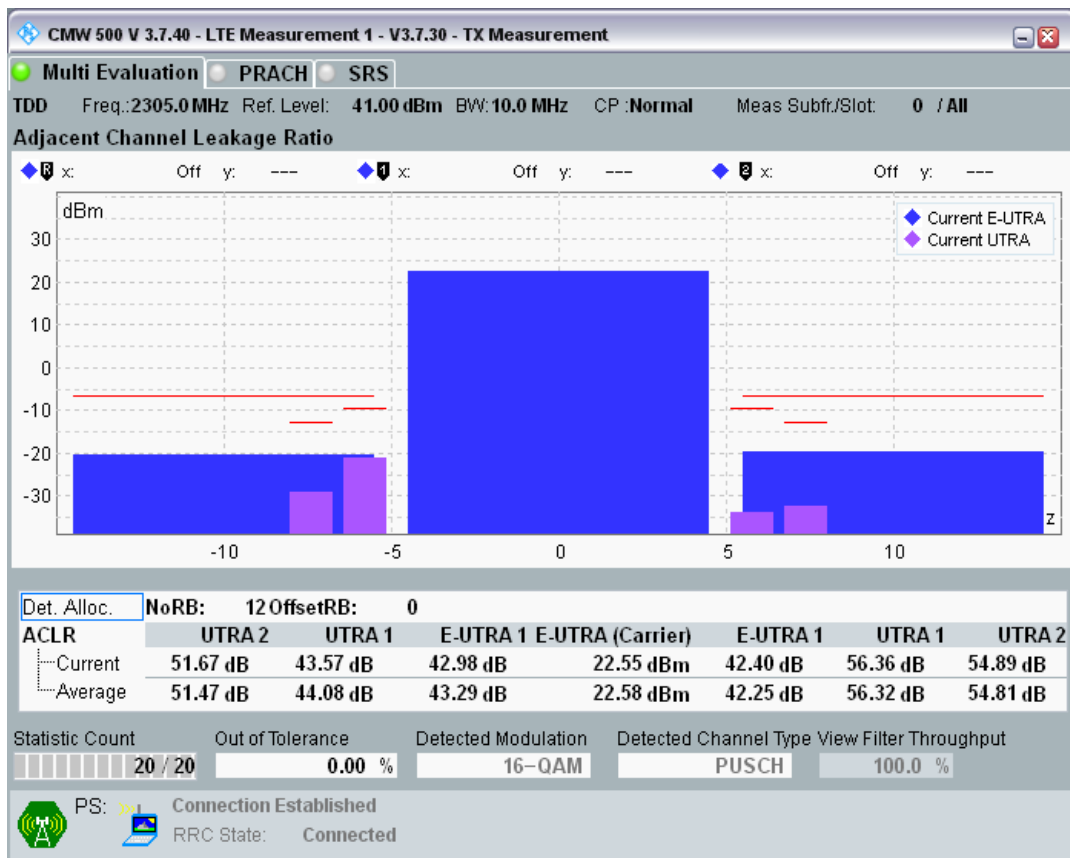 CMW 500 V 3.7.40 - LTE Measurement 1 - V3.7.30 - TX Measurement
Multi Evaluation PRACH SRS
TDD Freq.:2305.0 MHz Ref. Level: 41.00 dBm BW:10.0 MHz CP :Normal Meas Subfr./Slot: 0 / All
Adjacent Channel Leakage Ratio
R x: Off y: --- 1 x: Off y: --- 2 x: Off y: ---
dBm
Current E-UTRA
Current UTRA
30
20
10
0
-10
-20
-30
z
-10 -5 0 5 10
Det. Alloc. NoRB: 12 OffsetRB: 0
ACLR UTRA 2 UTRA 1 E-UTRA 1 E-UTRA (Carrier) E-UTRA 1 UTRA 1 UTRA 2
Current 51.67 dB 43.57 dB 42.98 dB 22.55 dBm 42.40 dB 56.36 dB 54.89 dB
Average 51.47 dB 44.08 dB 43.29 dB 22.58 dBm 42.25 dB 56.32 dB 54.81 dB
Statistic Count Out of Tolerance Detected Modulation Detected Channel Type View Filter Throughput
20 / 20 0.00 % 16-QAM PUSCH 100.0 %
PS: Connection Established
RRC State: Connected